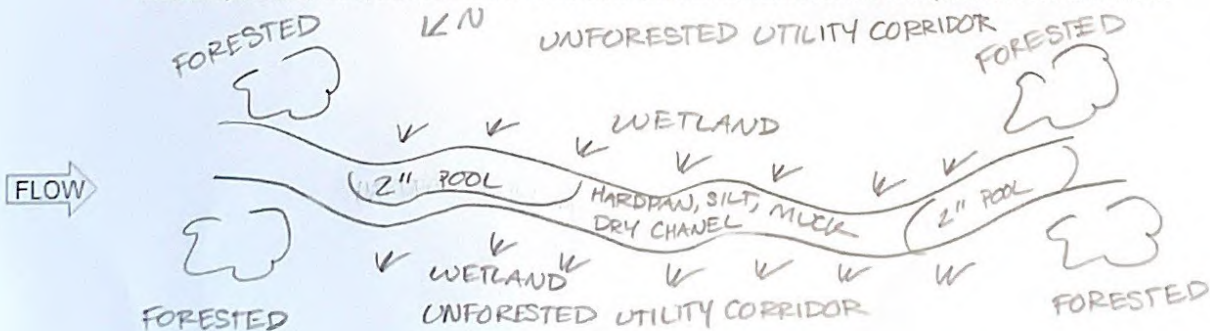 N
UNFORESTED UTILITY CORRIDOR
FORESTED
FORESTED
WETLAND
FLOW
2" POOL
HARDPAN, SILT, MUCK
DRY CHANEL
2" POOL
WETLAND
FORESTED
UNFORESTED UTILITY CORRIDOR
FORESTED